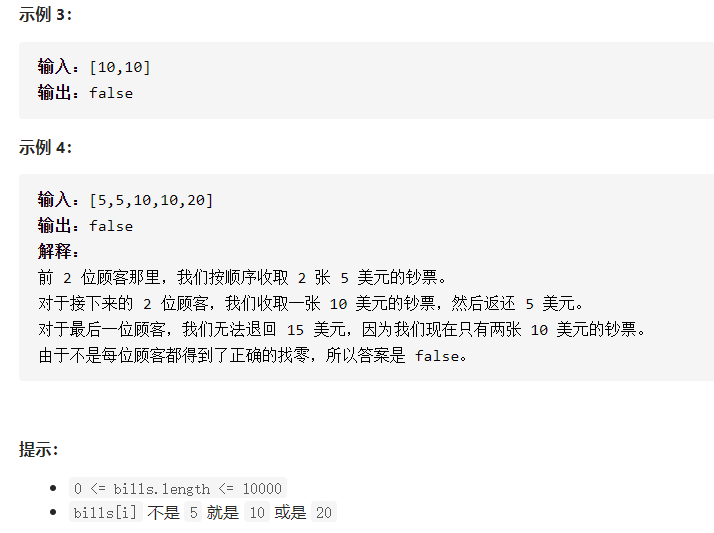 示例 3：
输入：[10,10]
输出：false
示例 4：
输入：[5,5,10,10,20]
输出：false
解释：
前 2 位顾客那里，我们按顺序收取 2 张 5 美元的钞票。
对于接下来的 2 位顾客，我们收取一张 10 美元的钞票，然后返还 5 美元。
对于最后一位顾客，我们无法退回 15 美元，因为我们现在只有两张 10 美元的钞票。
由于不是每位顾客都得到了正确的找零，所以答案是 false。
提示：
0 <= bills.length <= 10000
bills[i] 不是 5 就是 10 或是 20